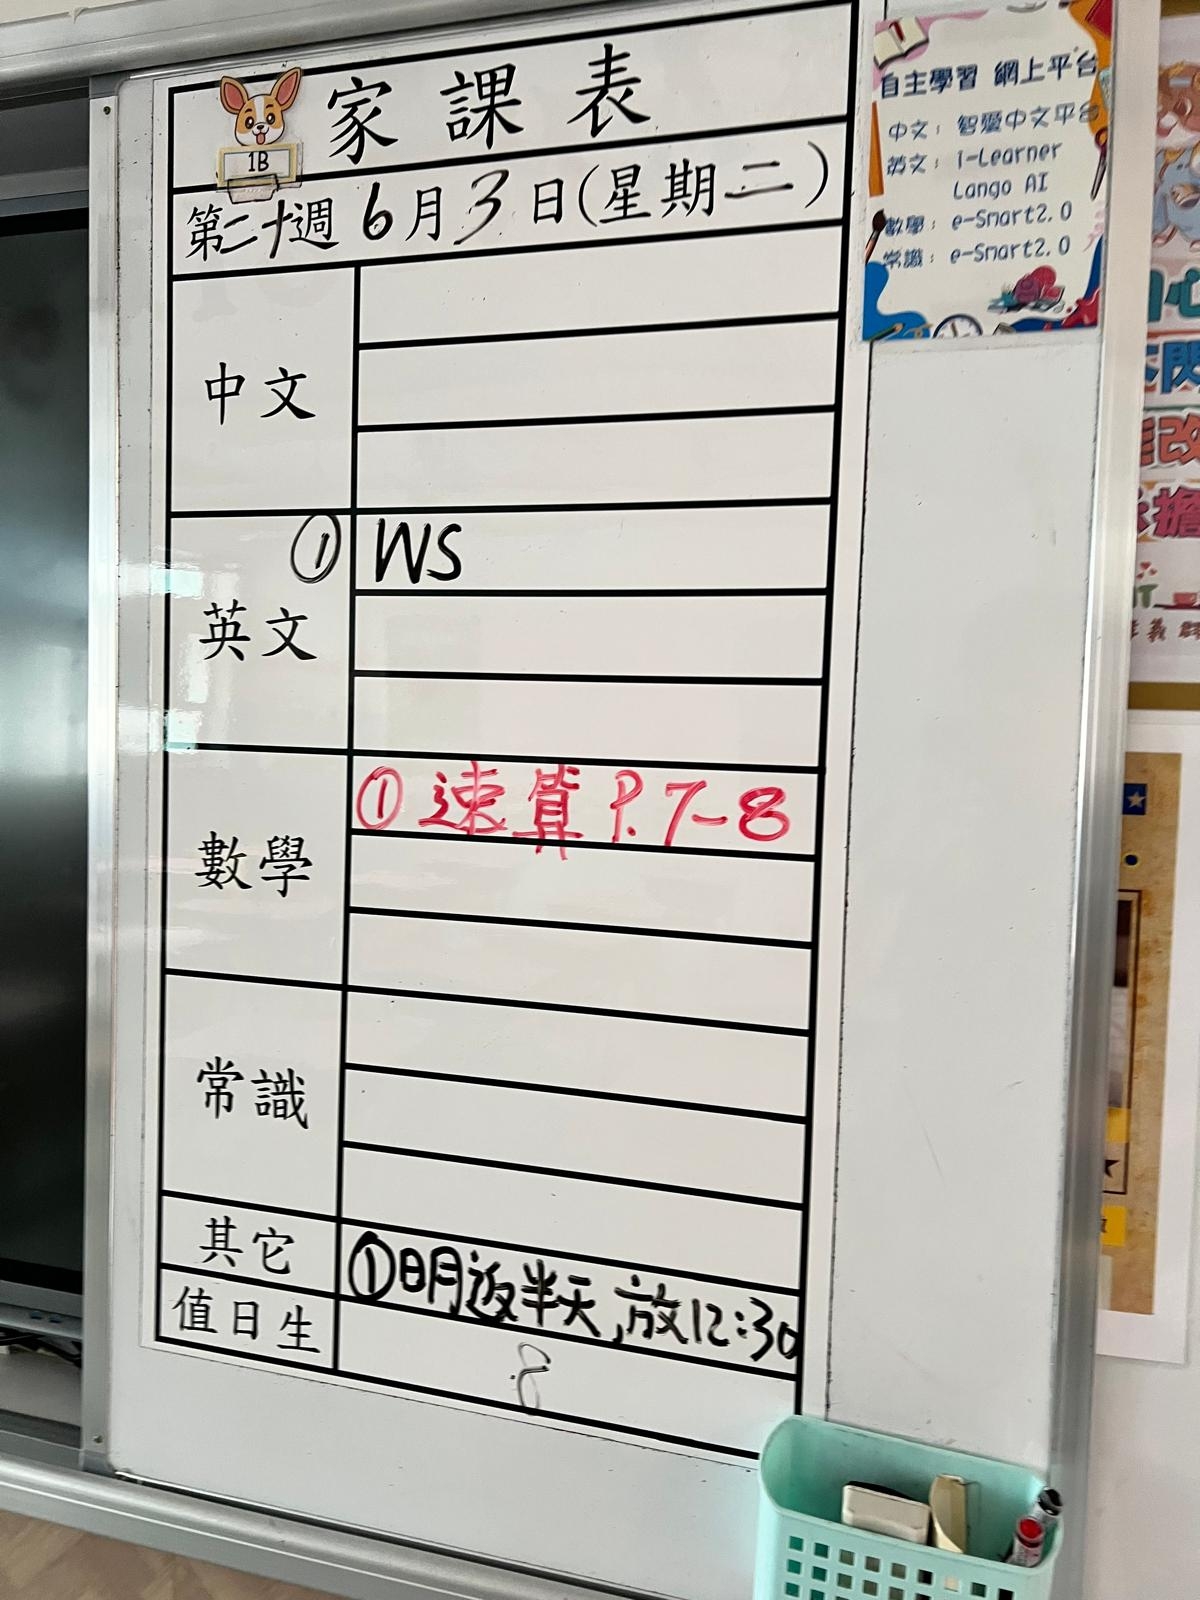 家課表
1B
第二十週 6月3日(星期二)
中文
英文
① WS
數學
① 速算 P.7-8
常識
其它
①明返半天,放12:30
值日生
8
自主學習 網上平台
中文： 智愛中文平台
英文： i-Learner
Lango AI
數學： e-Smart2.0
常識： e-Smart2.0